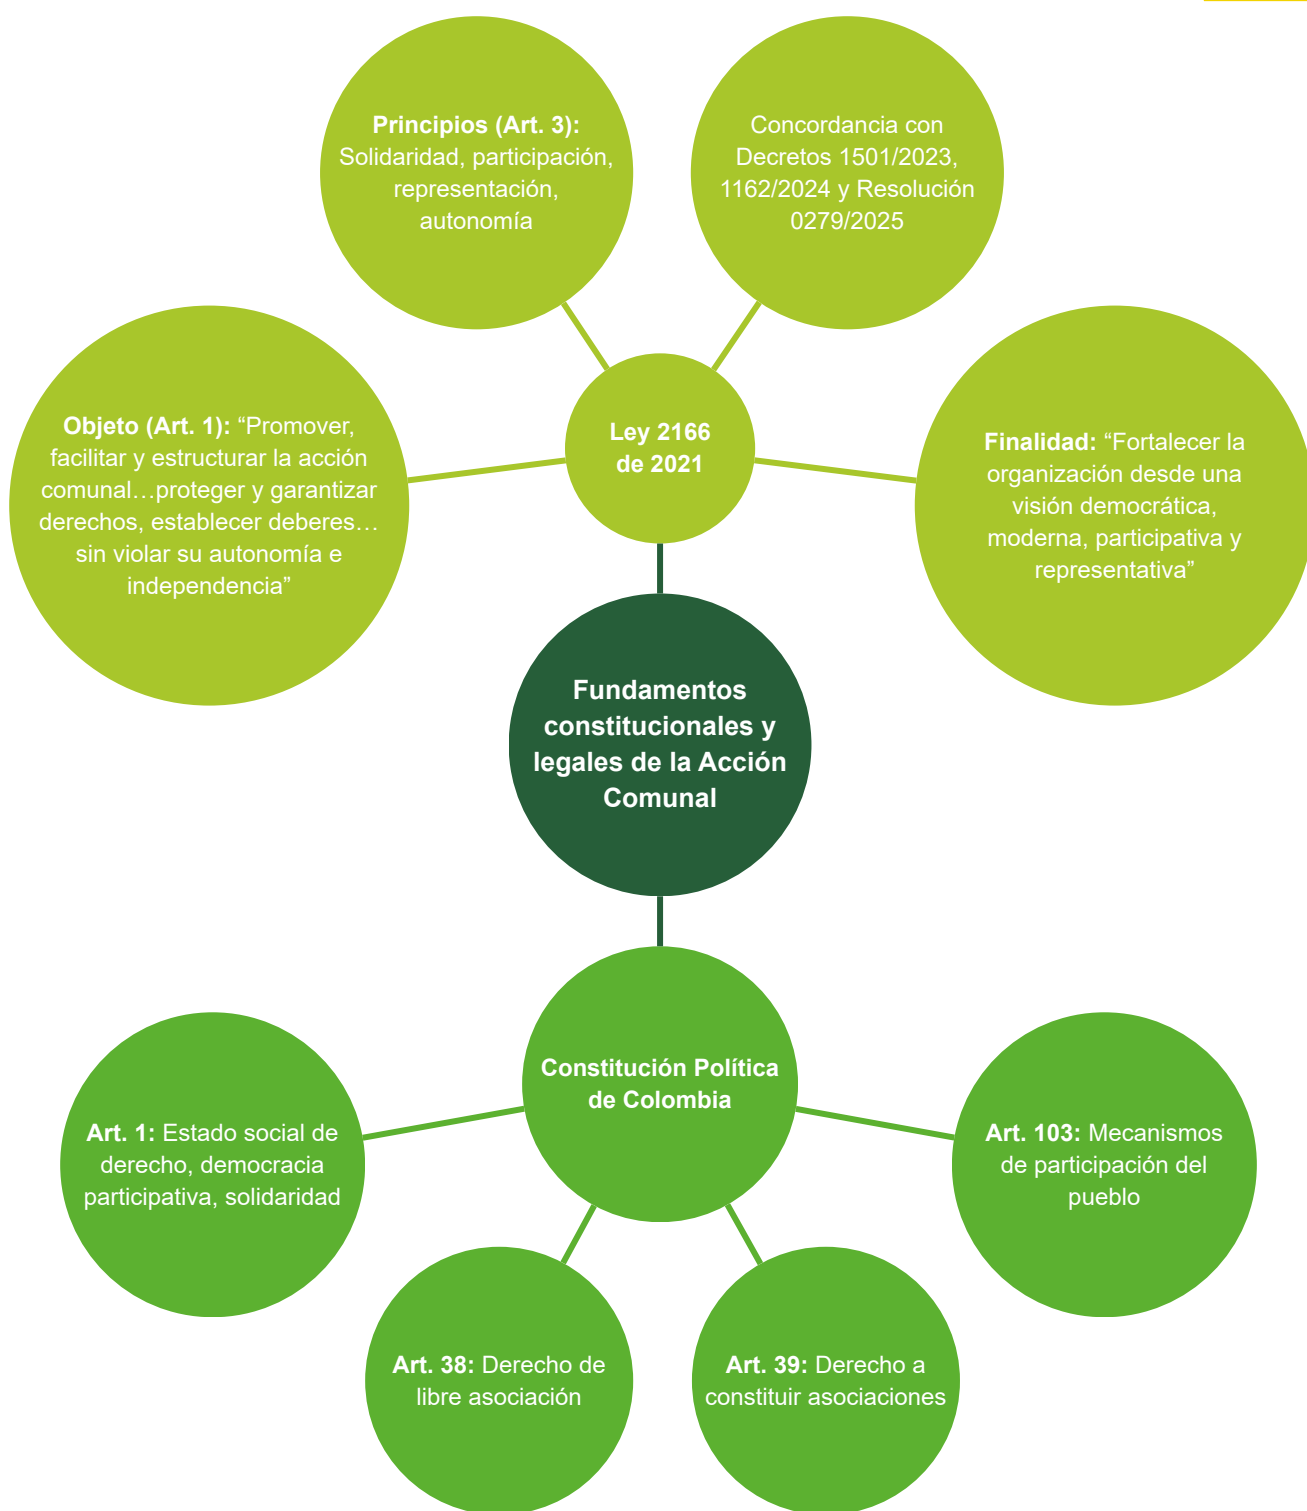 Principios (Art. 3):
Solidaridad, participación,
representación,
autonomía
Concordancia con
Decretos 1501/2023,
1162/2024 y Resolución
0279/2025
Objeto (Art. 1): “Promover,
facilitar y estructurar la acción
comunal…proteger y garantizar
derechos, establecer deberes…
sin violar su autonomía e
independencia”
Ley 2166
de 2021
Finalidad: “Fortalecer la
organización desde una
visión democrática,
moderna, participativa y
representativa”
Fundamentos
constitucionales y
legales de la Acción
Comunal
Constitución Política
de Colombia
Art. 1: Estado social de
derecho, democracia
participativa, solidaridad
Art. 103: Mecanismos
de participación del
pueblo
Art. 38: Derecho de
libre asociación
Art. 39: Derecho a
constituir asociaciones